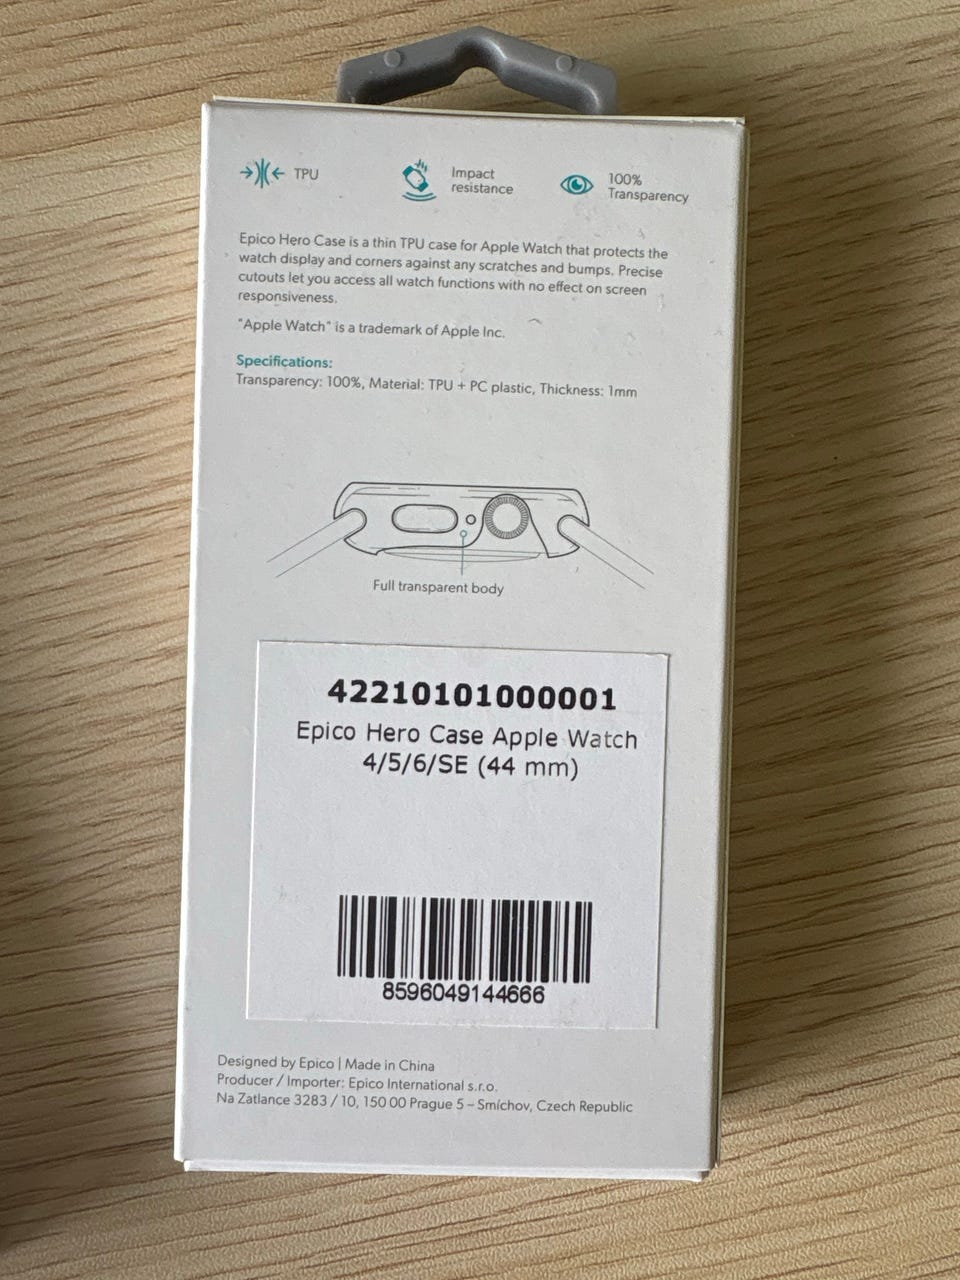 TPU
Impact
resistance
100%
Transparency
Epico Hero Case is a thin TPU case for Apple Watch that protects the
watch display and corners against any scratches and bumps. Precise
cutouts let you access all watch functions with no effect on screen
responsiveness.
"Apple Watch" is a trademark of Apple Inc.
Specifications:
Transparency: 100%, Material: TPU + PC plastic, Thickness: 1mm
Full transparent body
42210101000001
Epico Hero Case Apple Watch
4/5/6/SE (44 mm)
8596049144666
Designed by Epico | Made in China
Producer / Importer: Epico International s.r.o.
Na Zatlance 3283 / 10, 150 00 Prague 5 – Smíchov, Czech Republic